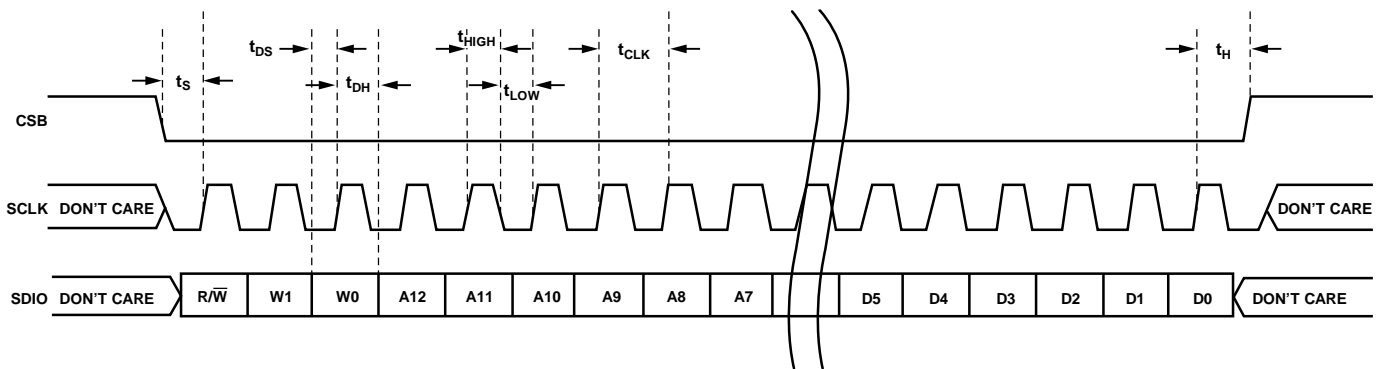 tDS
tHIGH
tCLK
tH
tS
tDH
tLOW
CSB
SCLK DON'T CARE
DON'T CARE
SDIO DON'T CARE R/W̅ W1 W0 A12 A11 A10 A9 A8 A7 D5 D4 D3 D2 D1 D0 DON'T CARE